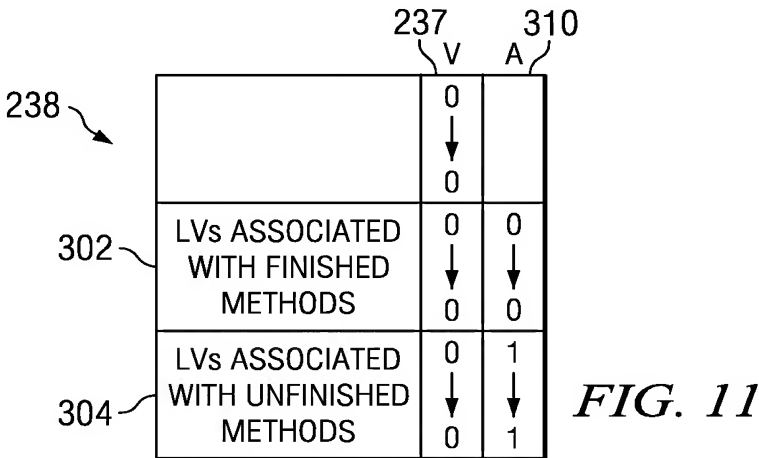 237 310
V A
238
0
0
302
LVs ASSOCIATED WITH FINISHED METHODS
0 0
0 0
304
LVs ASSOCIATED WITH UNFINISHED METHODS
0 1
0 1
FIG. 11